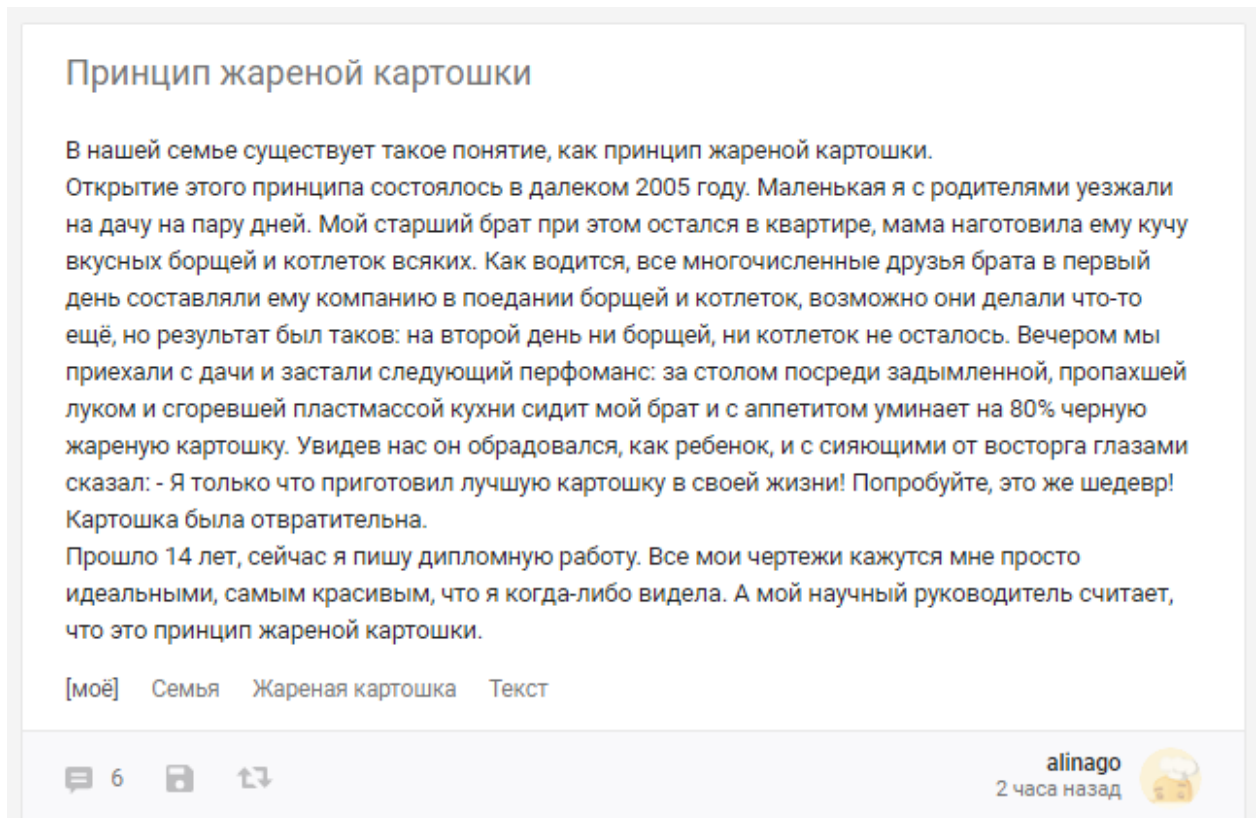 Принцип жареной картошки
В нашей семье существует такое понятие, как принцип жареной картошки.
Открытие этого принципа состоялось в далеком 2005 году. Маленькая я с родителями уезжали
на дачу на пару дней. Мой старший брат при этом остался в квартире, мама наготовила ему кучу
вкусных борщей и котлеток всяких. Как водится, все многочисленные друзья брата в первый
день составляли ему компанию в поедании борщей и котлеток, возможно они делали что-то
ещё, но результат был таков: на второй день ни борщей, ни котлеток не осталось. Вечером мы
приехали с дачи и застали следующий перфоманс: за столом посреди задымленной, пропахшей
луком и сгоревшей пластмассой кухни сидит мой брат и с аппетитом уминает на 80% черную
жареную картошку. Увидев нас он обрадовался, как ребенок, и с сияющими от восторга глазами
сказал: - Я только что приготовил лучшую картошку в своей жизни! Попробуйте, это же шедевр!
Картошка была отвратительна.
Прошло 14 лет, сейчас я пишу дипломную работу. Все мои чертежи кажутся мне просто
идеальными, самым красивым, что я когда-либо видела. А мой научный руководитель считает,
что это принцип жареной картошки.
[моё] Семья Жареная картошка Текст
6
alinago
2 часа назад